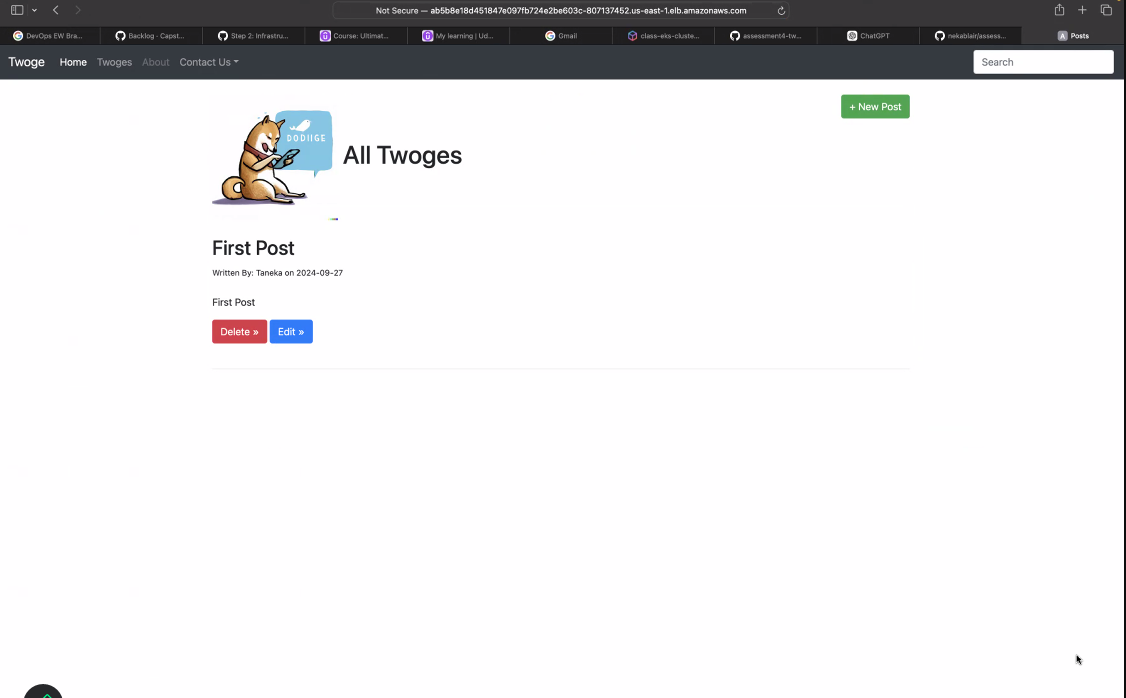 Not Secure — ab5b8e18d451847e097fb724e2be603c-807137452.us-east-1.elb.amazonaws.com
DevOps EW Bra... Backlog - Capst... Step 2: Infrastru... Course: Ultimat... My learning | Ud... Gmail class-eks-cluste... assessment4-tw... ChatGPT nekablair/assess... A Posts
Twoge Home Twoges About Contact Us Search
+ New Post
DODIIGE
All Twoges
First Post
Written By: Taneka on 2024-09-27
First Post
Delete » Edit »